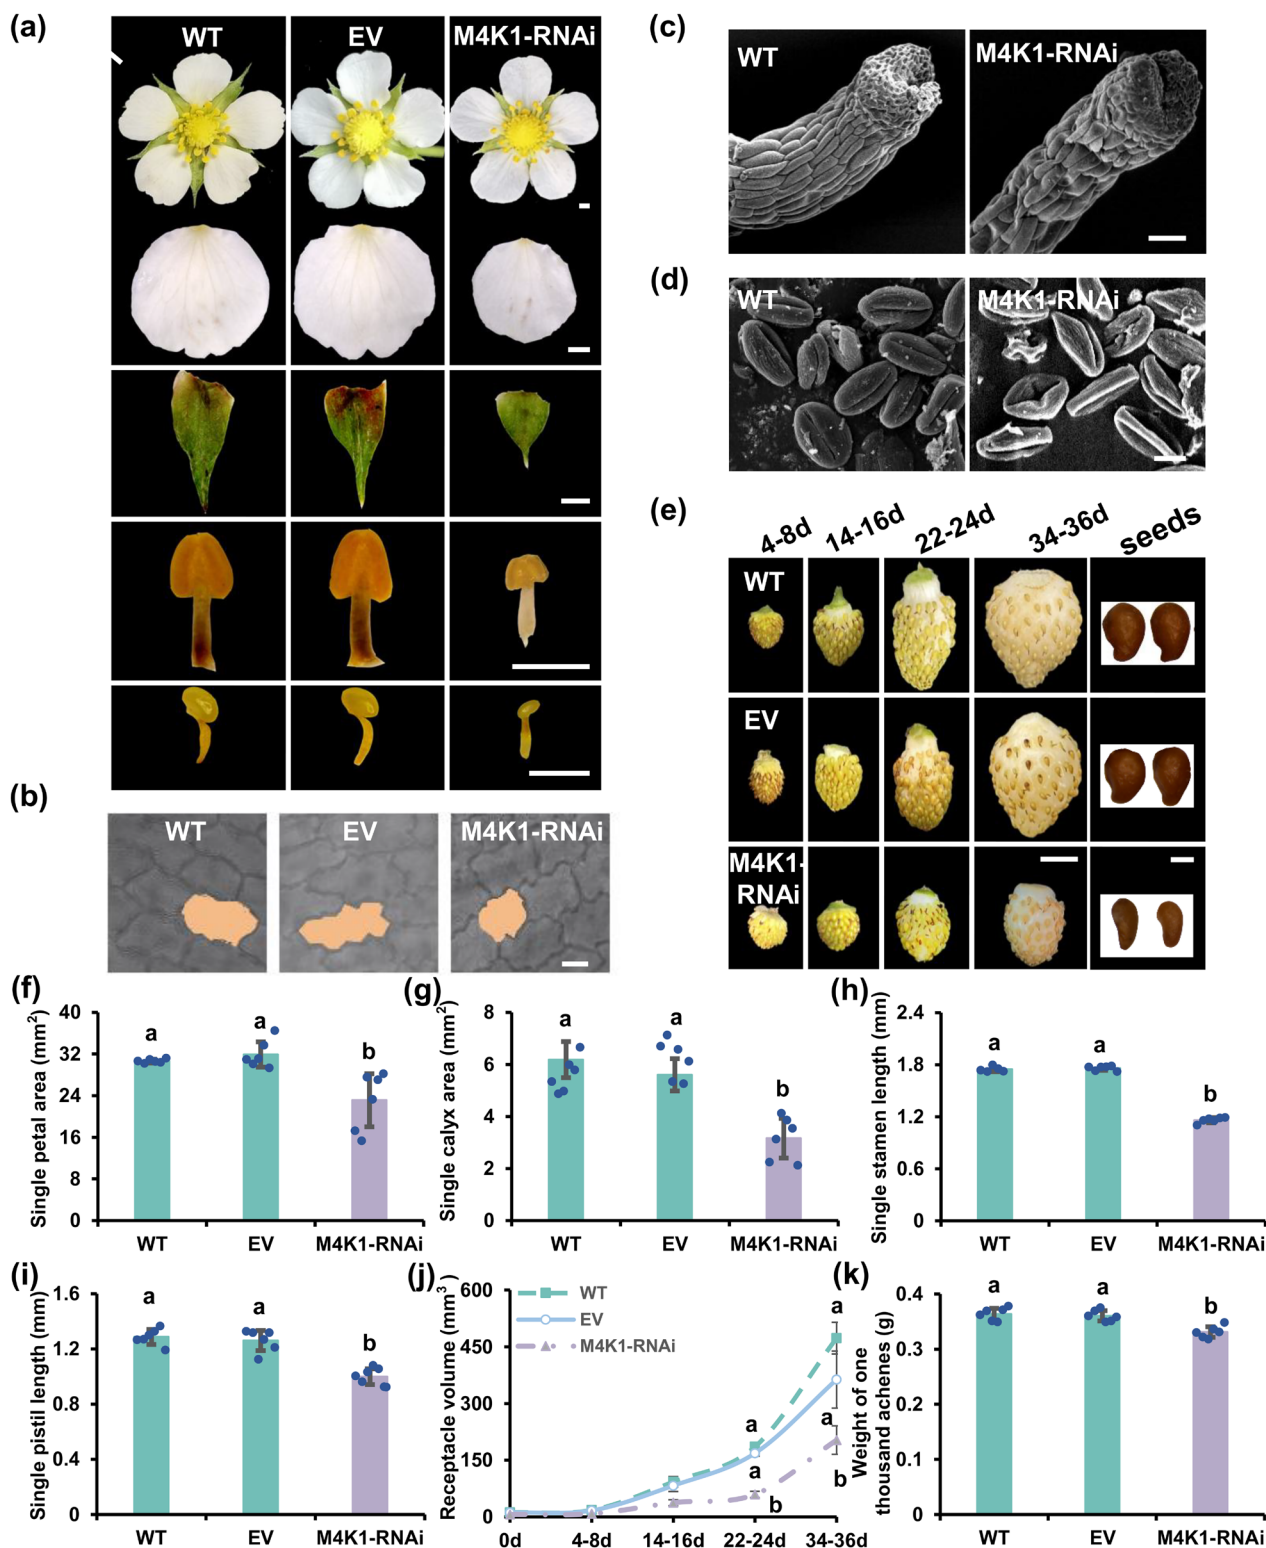 (a)
WT
EV
M4K1-RNAi
(b)
WT
EV
M4K1-RNAi
(c)
WT
M4K1-RNAi
(d)
WT
M4K1-RNAi
(e)
4-8d
14-16d
22-24d
34-36d
seeds
WT
EV
M4K1-
RNAi
(f)
Single petal area (mm²)
40
32
24
16
8
0
a
a
b
WT
EV
M4K1-RNAi
(g)
Single calyx area (mm²)
8
6
4
2
0
a
a
b
WT
EV
M4K1-RNAi
(h)
Single stamen length (mm)
2.4
1.8
1.2
0.6
0
a
a
b
WT
EV
M4K1-RNAi
(i)
Single pistil length (mm)
1.6
1.2
0.8
0.4
0
a
a
b
WT
EV
M4K1-RNAi
(j)
Receptacle volume (mm³)
600
450
300
150
0
WT
EV
M4K1-RNAi
a
a
b
a
a
b
0d
4-8d
14-16d
22-24d
34-36d
(k)
Weight of one
thousand achenes (g)
0.4
0.3
0.2
0.1
0
a
a
b
WT
EV
M4K1-RNAi